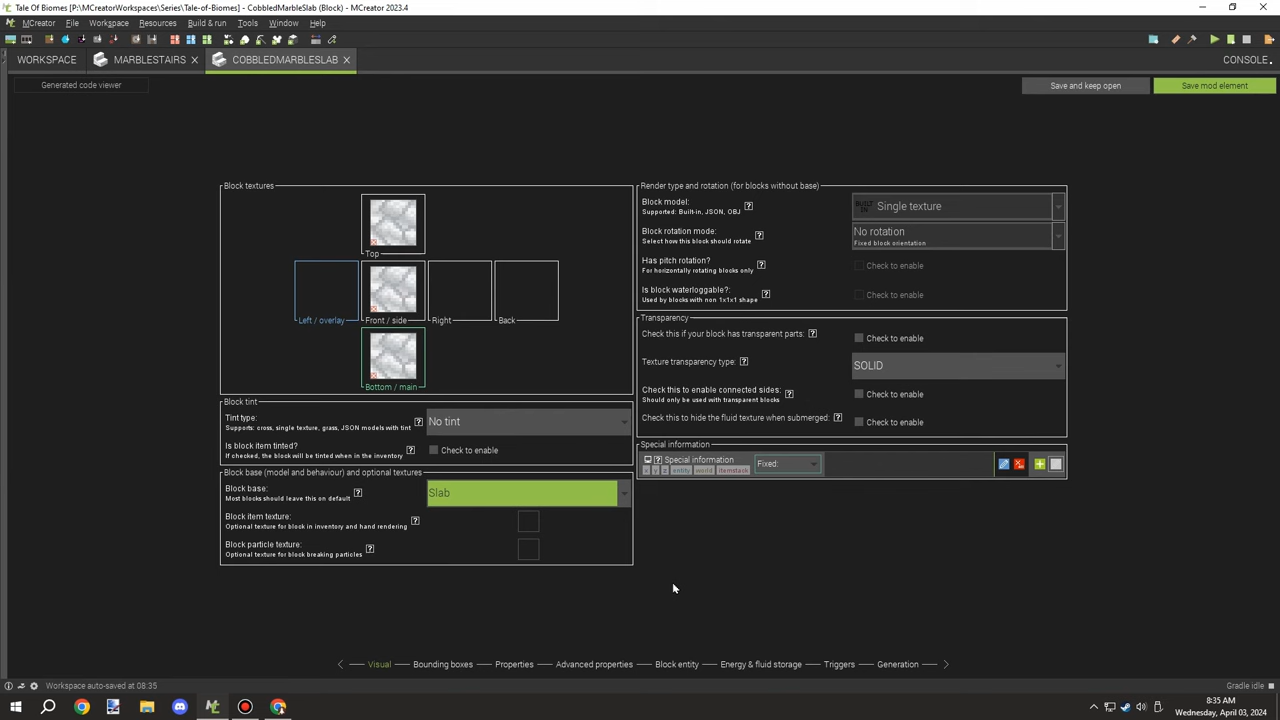 Tale Of Biomes [P:\MCreatorWorkspaces\Series\Tale-of-Biomes] - CobbledMarbleSlab (Block) - MCreator 2023.4
MCreator File Workspace Resources Build & run Tools Window Help
WORKSPACE MARBLESTAIRS COBBLEDMARBLESLAB CONSOLE
Generated code viewer Save and keep open Save mod element
Block textures
Top
Left / overlay Front / side Right Back
Bottom / main
Block tint
Tint type: No tint
Supports: cross, single texture, grass, JSON models with tint
Is block item tinted? Check to enable
If checked, the block will be tinted when in the inventory
Block base (model and behaviour) and optional textures
Block base: Slab
Most blocks should leave this on default
Block item texture:
Optional texture for block in inventory and hand rendering
Block particle texture:
Optional texture for block breaking particles
Render type and rotation (for blocks without base)
Block model: BUILT IN Single texture
Supported: Built-in, JSON, OBJ
Block rotation mode: No rotation
Select how this block should rotate Fixed block orientation
Has pitch rotation? Check to enable
For horizontally rotating blocks only
Is block waterloggable?: Check to enable
Used by blocks with non 1x1x1 shape
Transparency
Check this if your block has transparent parts: Check to enable
Texture transparency type: SOLID
Check this to enable connected sides: Check to enable
Should only be used with transparent blocks
Check this to hide the fluid texture when submerged: Check to enable
Special information
Special information Fixed:
x y z entity world itemstack
Visual Bounding boxes Properties Advanced properties Block entity Energy & fluid storage Triggers Generation
Workspace auto-saved at 08:35 Gradle idle
8:35 AM
Wednesday, April 03, 2024